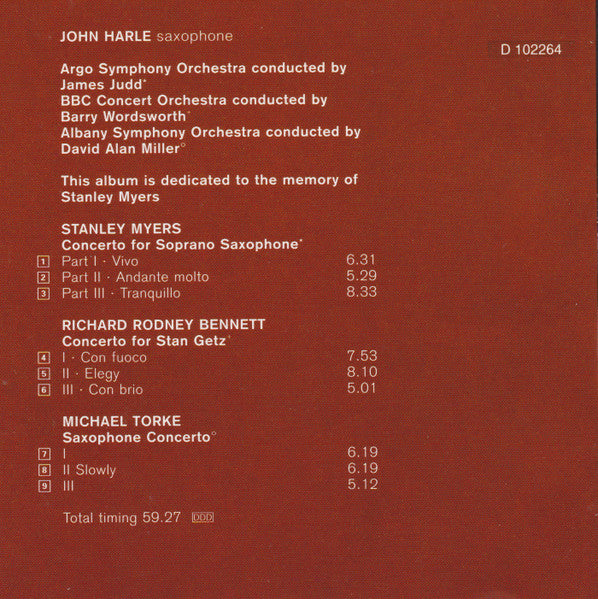 JOHN HARLE saxophone
D 102264
Argo Symphony Orchestra conducted by
James Judd*
BBC Concert Orchestra conducted by
Barry Wordsworth+
Albany Symphony Orchestra conducted by
David Alan Miller°
This album is dedicated to the memory of
Stanley Myers
STANLEY MYERS
Concerto for Soprano Saxophone*
1 Part I · Vivo 6.31
2 Part II · Andante molto 5.29
3 Part III · Tranquillo 8.33
RICHARD RODNEY BENNETT
Concerto for Stan Getz+
4 I · Con fuoco 7.53
5 II · Elegy 8.10
6 III · Con brio 5.01
MICHAEL TORKE
Saxophone Concerto°
7 I 6.19
8 II Slowly 6.19
9 III 5.12
Total timing 59.27 DDD